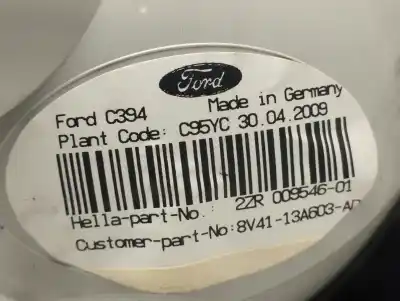 Ford
Ford C394 Made in Germany
Plant Code: C95YC 30.04.2009
Hella-part-No.: 2ZR 009546-01
Customer-part-No:8V41-13A603-AD